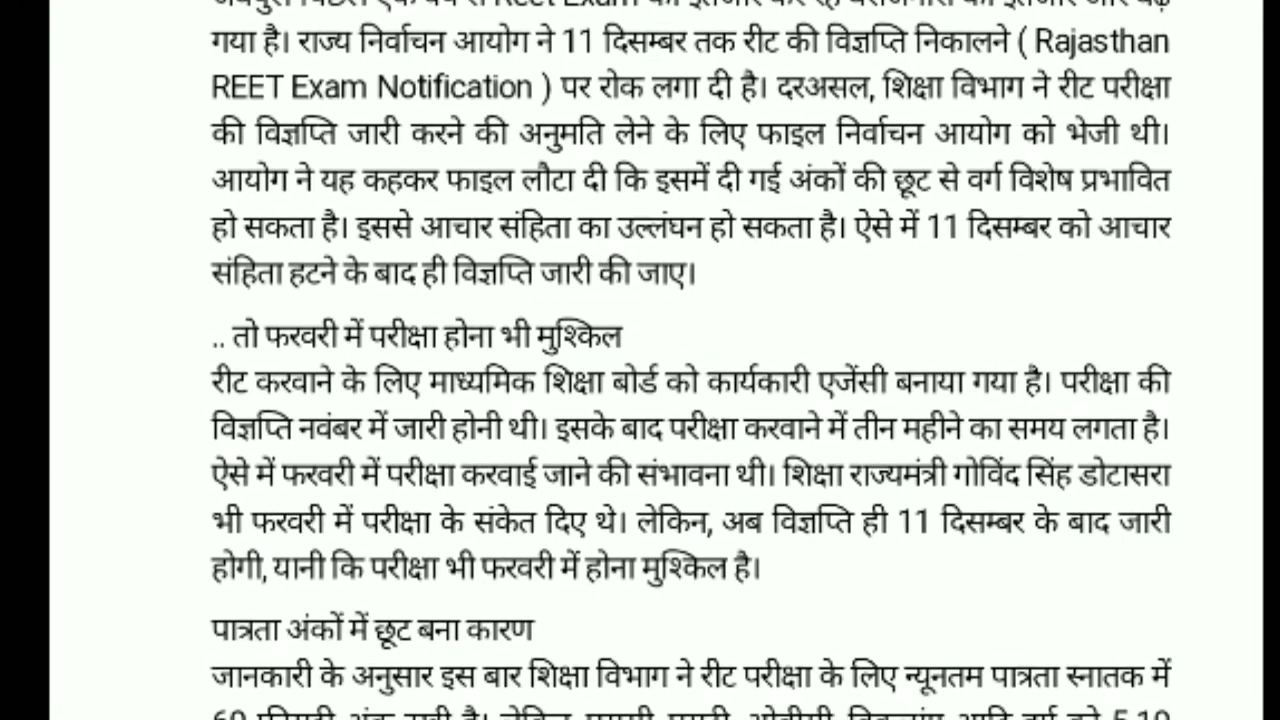 Reet Exam
गया है। राज्य निर्वाचन आयोग ने 11 दिसम्बर तक रीट की विज्ञप्ति निकालने ( Rajasthan
REET Exam Notification ) पर रोक लगा दी है। दरअसल, शिक्षा विभाग ने रीट परीक्षा
की विज्ञप्ति जारी करने की अनुमति लेने के लिए फाइल निर्वाचन आयोग को भेजी थी।
आयोग ने यह कहकर फाइल लौटा दी कि इसमें दी गई अंकों की छूट से वर्ग विशेष प्रभावित
हो सकता है। इससे आचार संहिता का उल्लंघन हो सकता है। ऐसे में 11 दिसम्बर को आचार
संहिता हटने के बाद ही विज्ञप्ति जारी की जाए।
.. तो फरवरी में परीक्षा होना भी मुश्किल
रीट करवाने के लिए माध्यमिक शिक्षा बोर्ड को कार्यकारी एजेंसी बनाया गया है। परीक्षा की
विज्ञप्ति नवंबर में जारी होनी थी। इसके बाद परीक्षा करवाने में तीन महीने का समय लगता है।
ऐसे में फरवरी में परीक्षा करवाई जाने की संभावना थी। शिक्षा राज्यमंत्री गोविंद सिंह डोटासरा
भी फरवरी में परीक्षा के संकेत दिए थे। लेकिन, अब विज्ञप्ति ही 11 दिसम्बर के बाद जारी
होगी, यानी कि परीक्षा भी फरवरी में होना मुश्किल है।
पात्रता अंकों में छूट बना कारण
जानकारी के अनुसार इस बार शिक्षा विभाग ने रीट परीक्षा के लिए न्यूनतम पात्रता स्नातक में